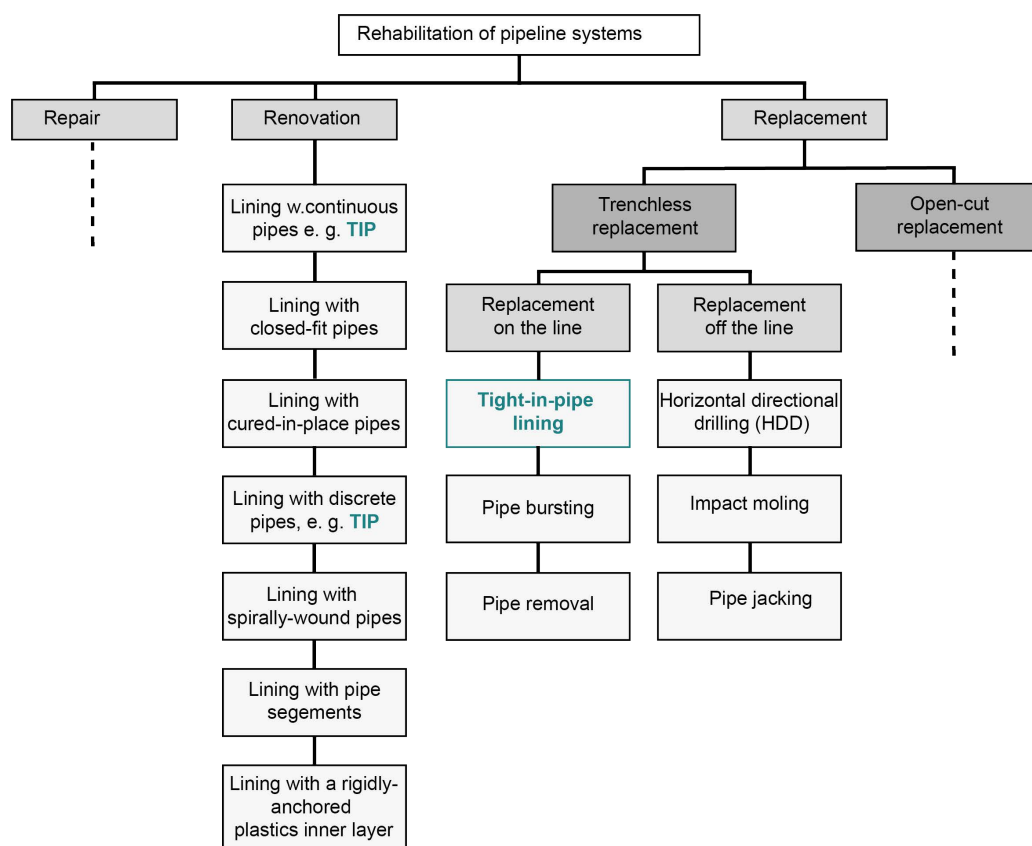 Rehabilitation of pipeline systems
Repair
Renovation
Replacement
Lining w.continuous
pipes e. g. TIP
Lining with
closed-fit pipes
Lining with
cured-in-place pipes
Lining with discrete
pipes, e. g. TIP
Lining with
spirally-wound pipes
Lining with pipe
segements
Lining with a rigidly-
anchored
plastics inner layer
Trenchless
replacement
Open-cut
replacement
Replacement
on the line
Replacement
off the line
Tight-in-pipe
lining
Pipe bursting
Pipe removal
Horizontal directional
drilling (HDD)
Impact moling
Pipe jacking